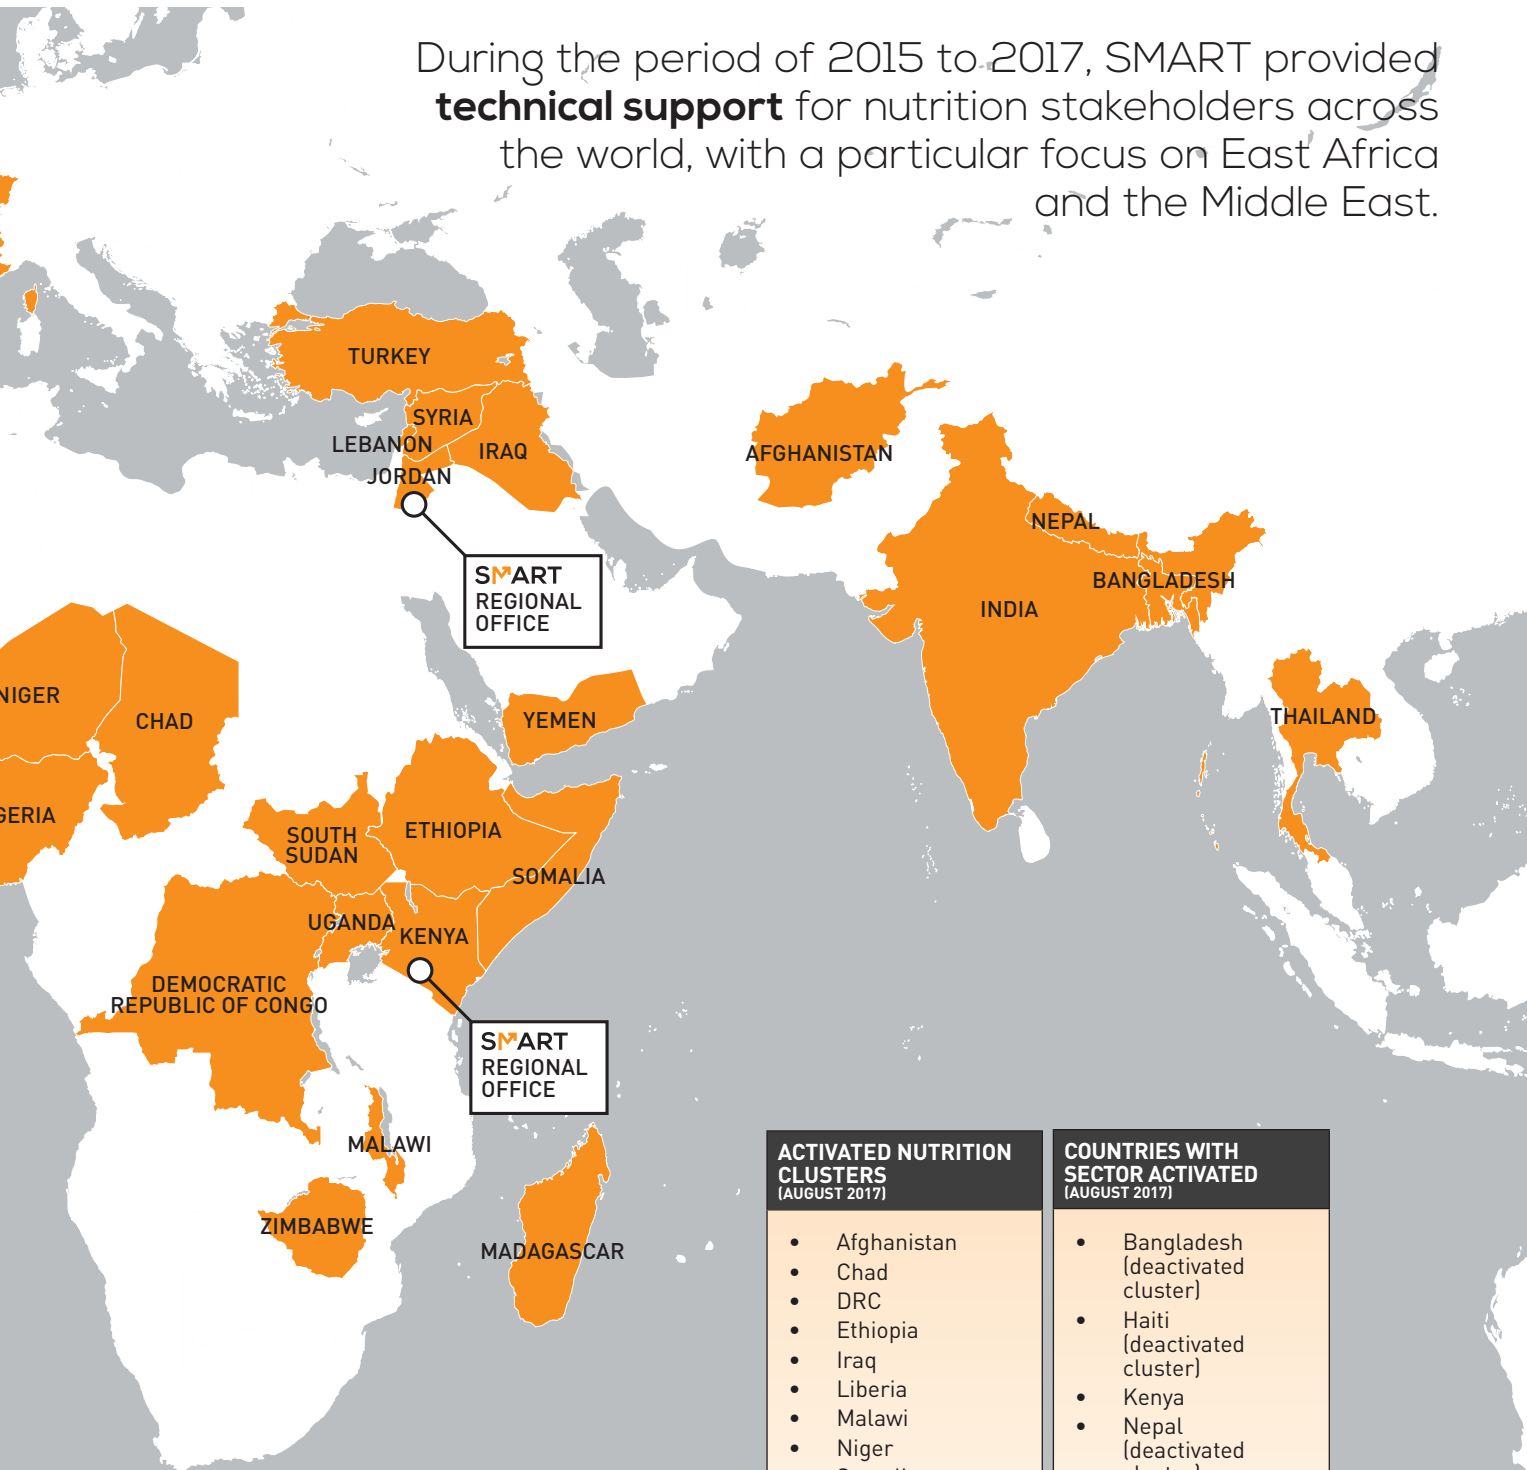 During the period of 2015 to 2017, SMART provided
technical support for nutrition stakeholders across
the world, with a particular focus on East Africa
and the Middle East.
TURKEY
SYRIA
LEBANON
IRAQ
JORDAN
AFGHANISTAN
NEPAL
BANGLADESH
INDIA
SMART
REGIONAL
OFFICE
NIGER
CHAD
YEMEN
THAILAND
GERIA
SOUTH
SUDAN
ETHIOPIA
SOMALIA
UGANDA
KENYA
DEMOCRATIC
REPUBLIC OF CONGO
SMART
REGIONAL
OFFICE
MALAWI
ZIMBABWE
MADAGASCAR
ACTIVATED NUTRITION
CLUSTERS
(AUGUST 2017)
• Afghanistan
• Chad
• DRC
• Ethiopia
• Iraq
• Liberia
• Malawi
• Niger
COUNTRIES WITH
SECTOR ACTIVATED
(AUGUST 2017)
• Bangladesh
(deactivated
cluster)
• Haiti
(deactivated
cluster)
• Kenya
• Nepal
(deactivated